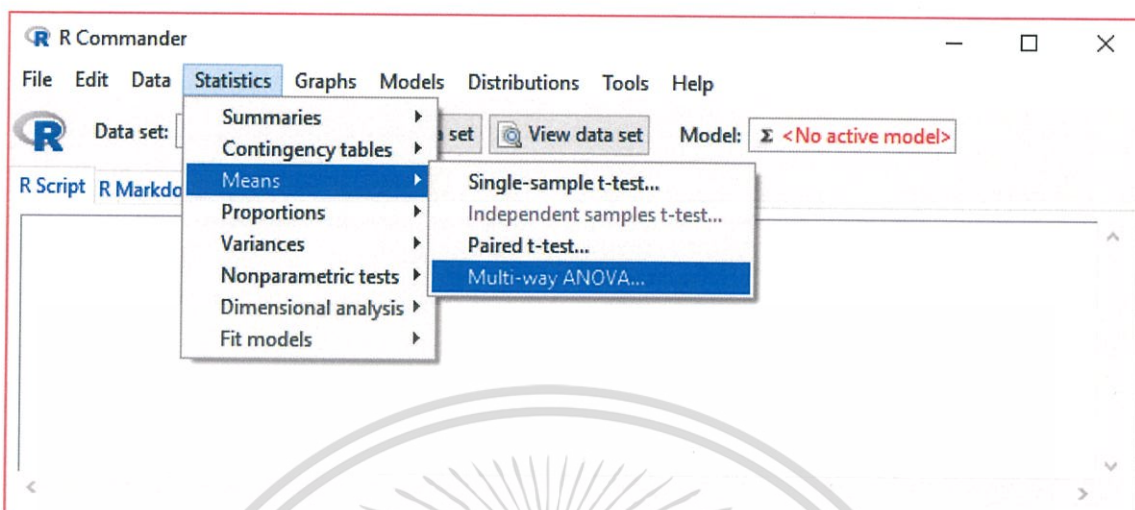 R R Commander
File Edit Data Statistics Graphs Models Distributions Tools Help
R Data set: a set View data set Model: Σ <No active model>
R Script R Markdo
Summaries
Contingency tables
Means
Proportions
Variances
Nonparametric tests
Dimensional analysis
Fit models
Single-sample t-test...
Independent samples t-test...
Paired t-test...
Multi-way ANOVA...